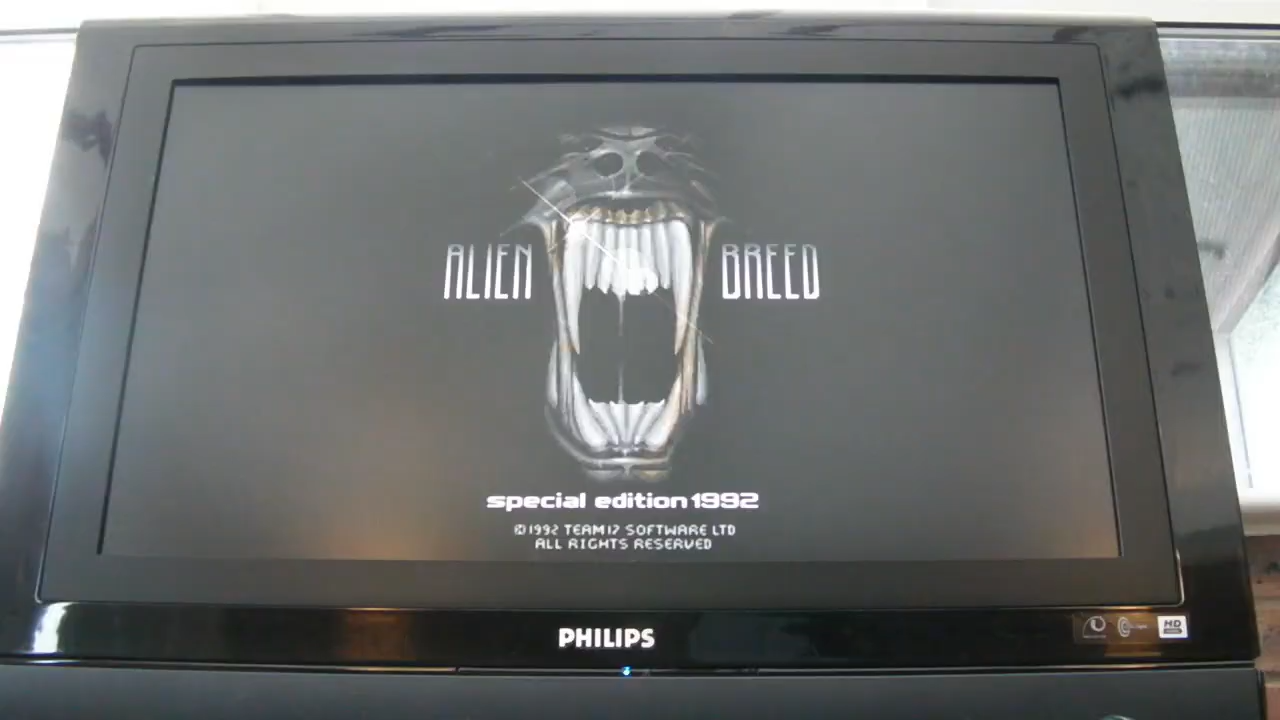 ALIEN BREED
special edition 1992
©1992 TEAM17 SOFTWARE LTD
ALL RIGHTS RESERVED
PHILIPS
HD